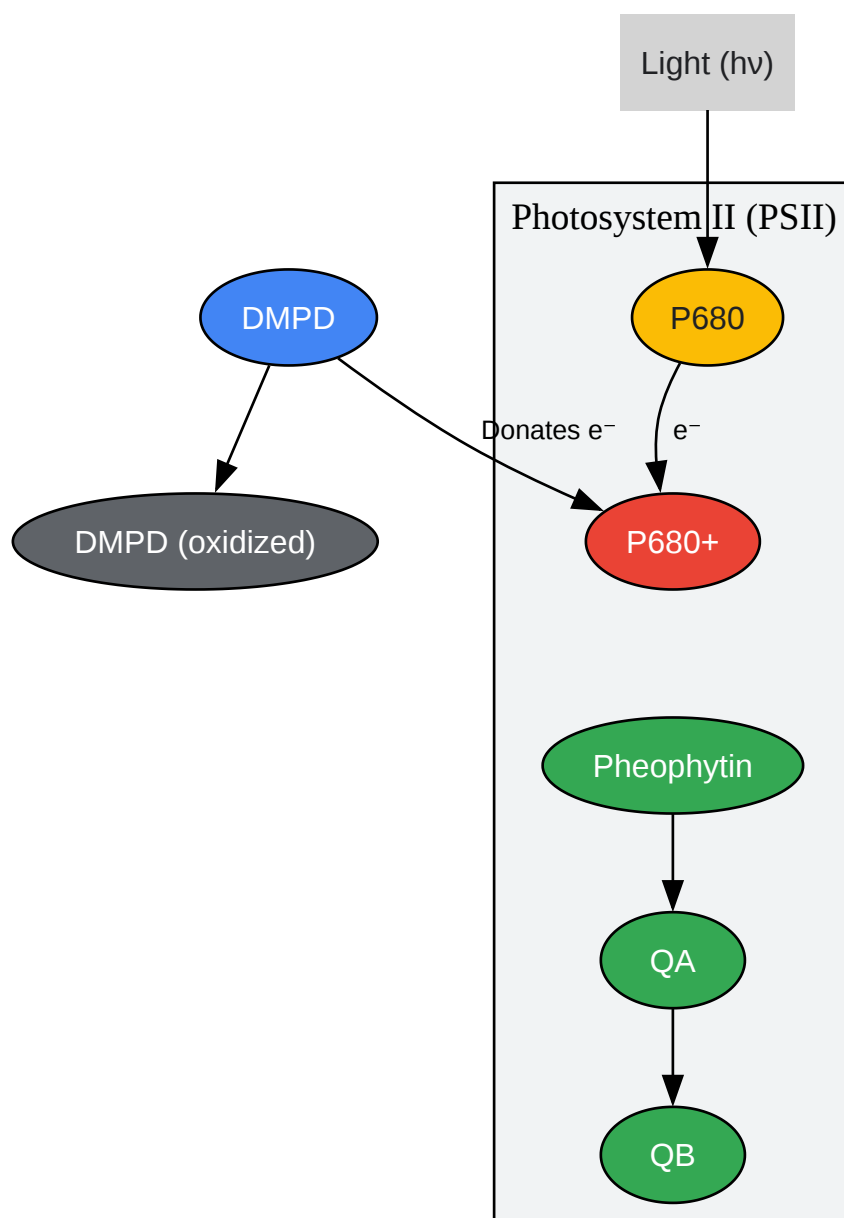 Light (hν)
Photosystem II (PSII)
DMPD
P680
Donates e⁻
e⁻
DMPD (oxidized)
P680+
Pheophytin
QA
QB